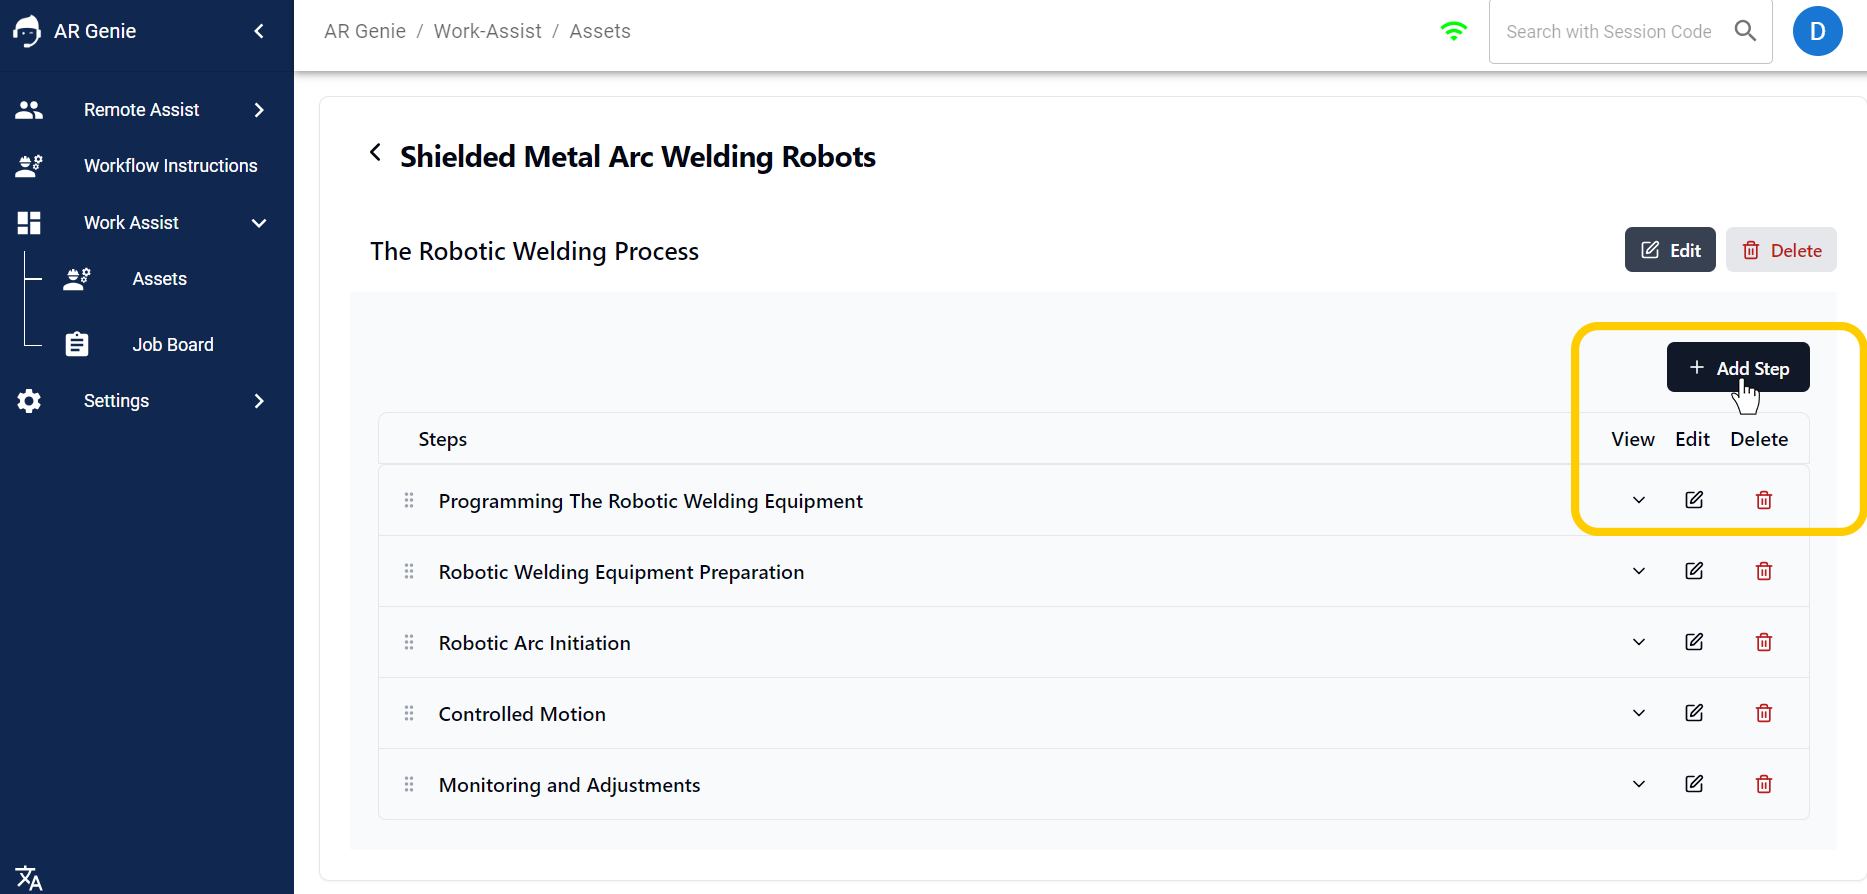 AR Genie
AR Genie / Work-Assist / Assets
Search with Session Code
D
Remote Assist
Workflow Instructions
Work Assist
Assets
Job Board
Settings
Shielded Metal Arc Welding Robots
The Robotic Welding Process
Edit
Delete
+ Add Step
Steps View Edit Delete
Programming The Robotic Welding Equipment
Robotic Welding Equipment Preparation
Robotic Arc Initiation
Controlled Motion
Monitoring and Adjustments